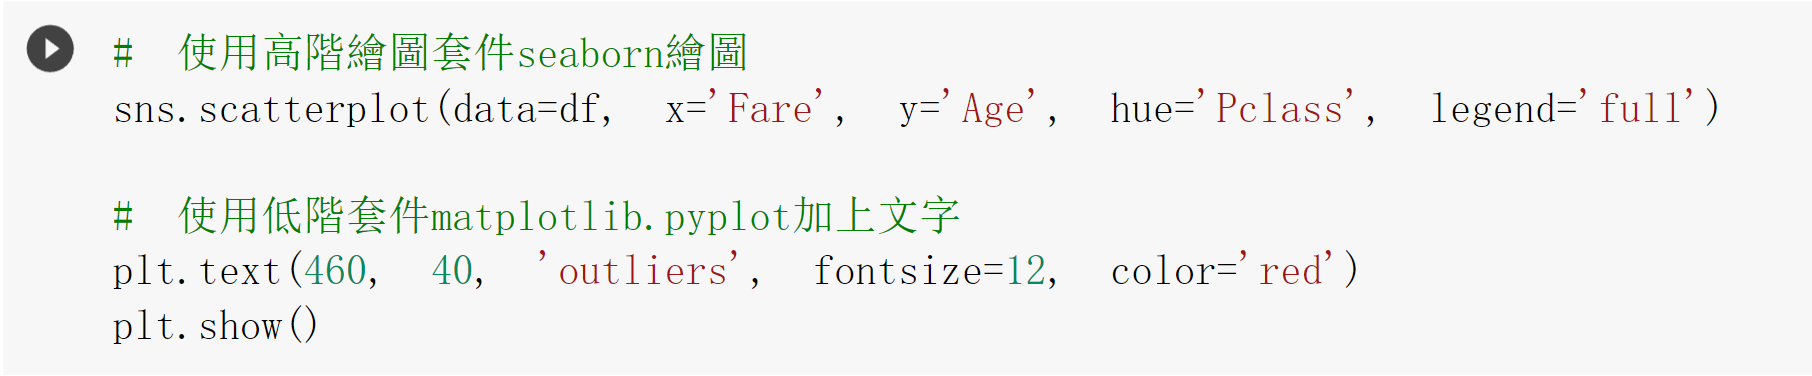 # 使用高階繪圖套件seaborn繪圖
sns.scatterplot(data=df, x='Fare', y='Age', hue='Pclass', legend='full')
# 使用低階套件matplotlib.pyplot加上文字
plt.text(460, 40, 'outliers', fontsize=12, color='red')
plt.show()